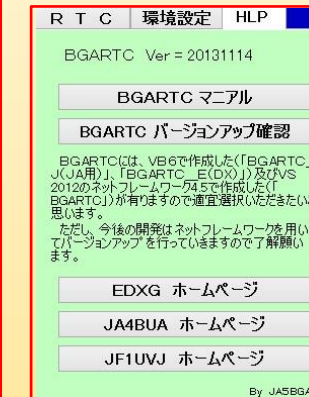 R T C 環境設定 HLP
BGARTC Ver = 20131114
BGARTC マニアル
BGARTC バージョンアップ確認
BGARTCには、VB6で作成した(「BGARTC_
J(JA用)」、「BGARTC＿E(DX)」)及びVS
2012のネットフレームワーク4.5で作成した(「
BGARTC」)が有りますので適宜選択いただきたい
思います。
ただし、今後の開発はネットフレームワークを用い
てバージョンアップを行っていきますので了解願い
ます。
EDXG ホームページ
JA4BUA ホームページ
JF1UVJ ホームページ
By JA5BGA